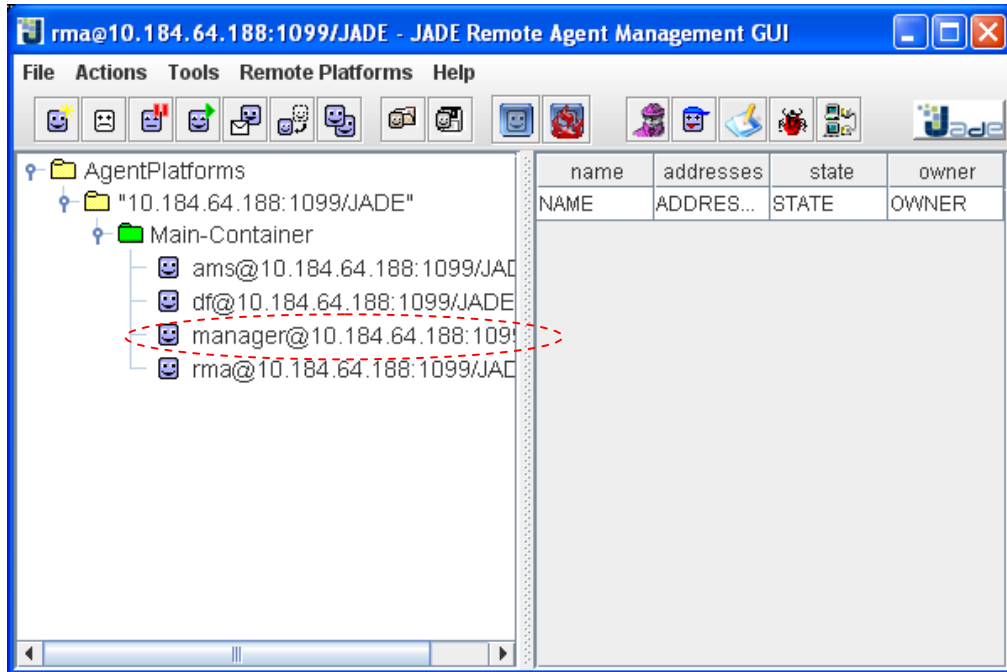 rma@10.184.64.188:1099/JADE - JADE Remote Agent Management GUI
File Actions Tools Remote Platforms Help
Jade
AgentPlatforms
"10.184.64.188:1099/JADE"
Main-Container
ams@10.184.64.188:1099/JAD
df@10.184.64.188:1099/JADE
manager@10.184.64.188:109
rma@10.184.64.188:1099/JAD
name addresses state owner
NAME ADDRES... STATE OWNER